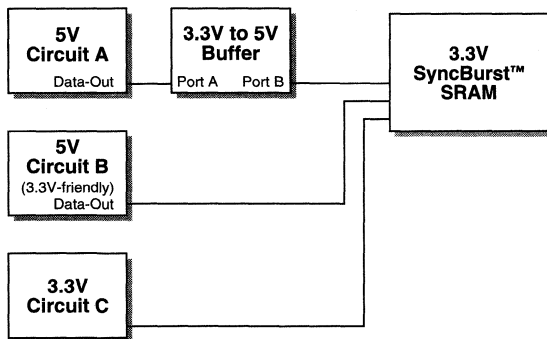 5V
Circuit A
Data-Out
3.3V to 5V
Buffer
Port A Port B
3.3V
SyncBurst™
SRAM
5V
Circuit B
(3.3V-friendly)
Data-Out
3.3V
Circuit C